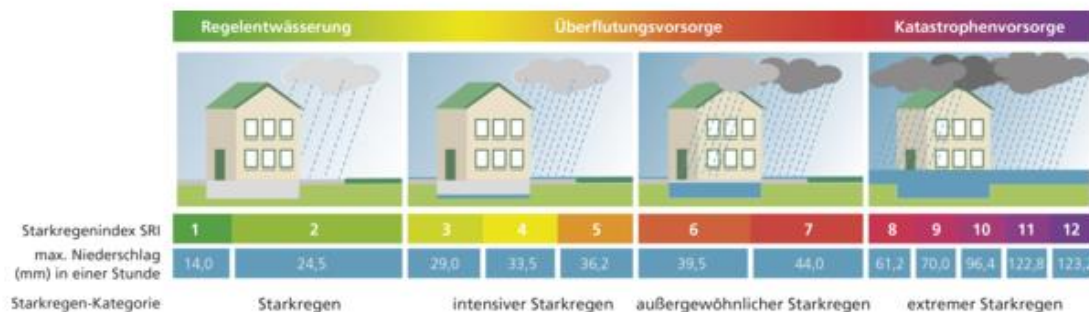 Regelentwässerung Überflutungsvorsorge Katastrophenvorsorge
Starkregenindex SRI 1 2 3 4 5 6 7 8 9 10 11 12
max. Niederschlag
(mm) in einer Stunde 14,0 24,5 29,0 33,5 36,2 39,5 44,0 61,2 70,0 96,4 122,8 123,2
Starkregen-Kategorie Starkregen intensiver Starkregen außergewöhnlicher Starkregen extremer Starkregen